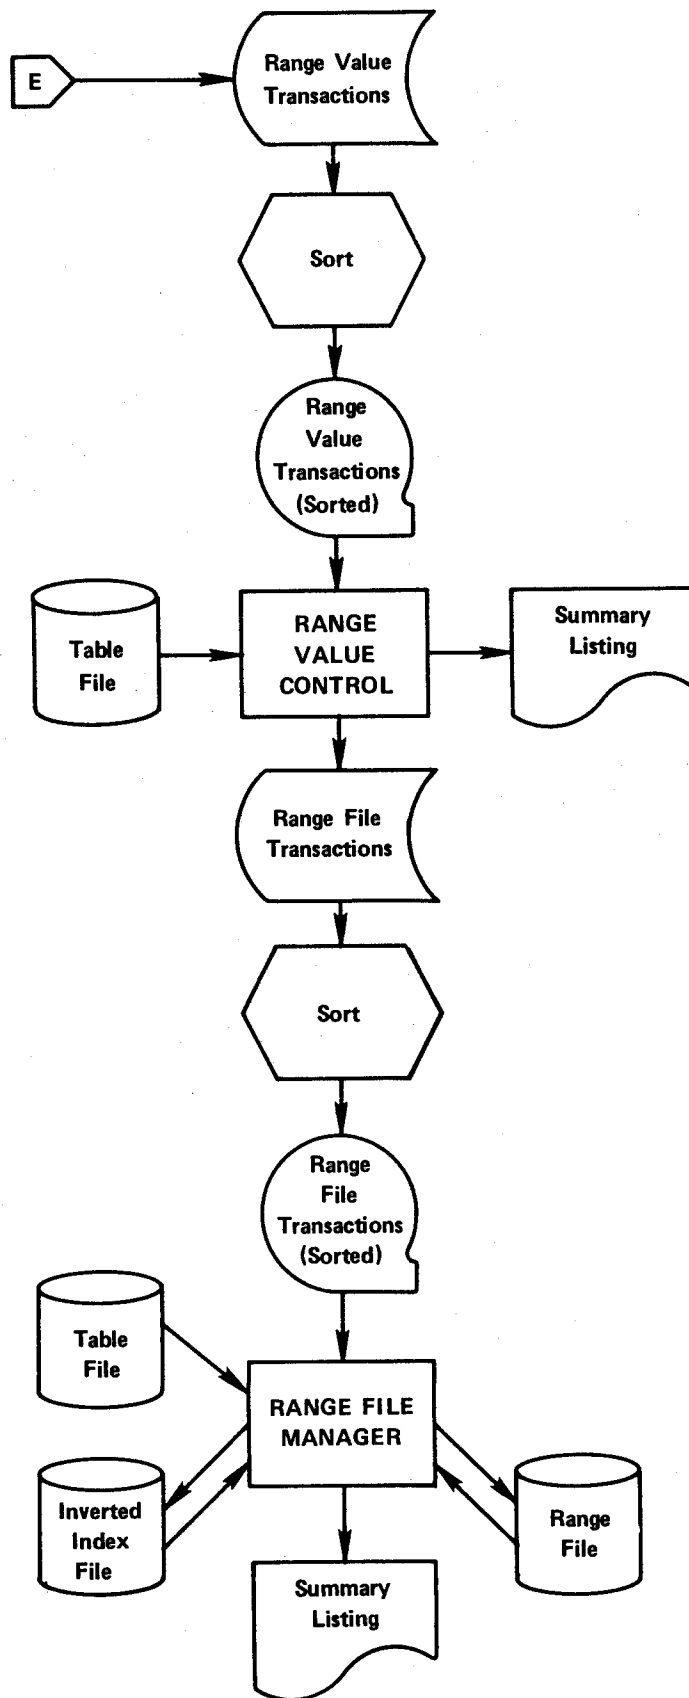 E
Range Value
Transactions
Sort
Range
Value
Transactions
(Sorted)
Table
File
RANGE
VALUE
CONTROL
Summary
Listing
Range File
Transactions
Sort
Range
File
Transactions
(Sorted)
Table
File
RANGE FILE
MANAGER
Inverted
Index
File
Range
File
Summary
Listing